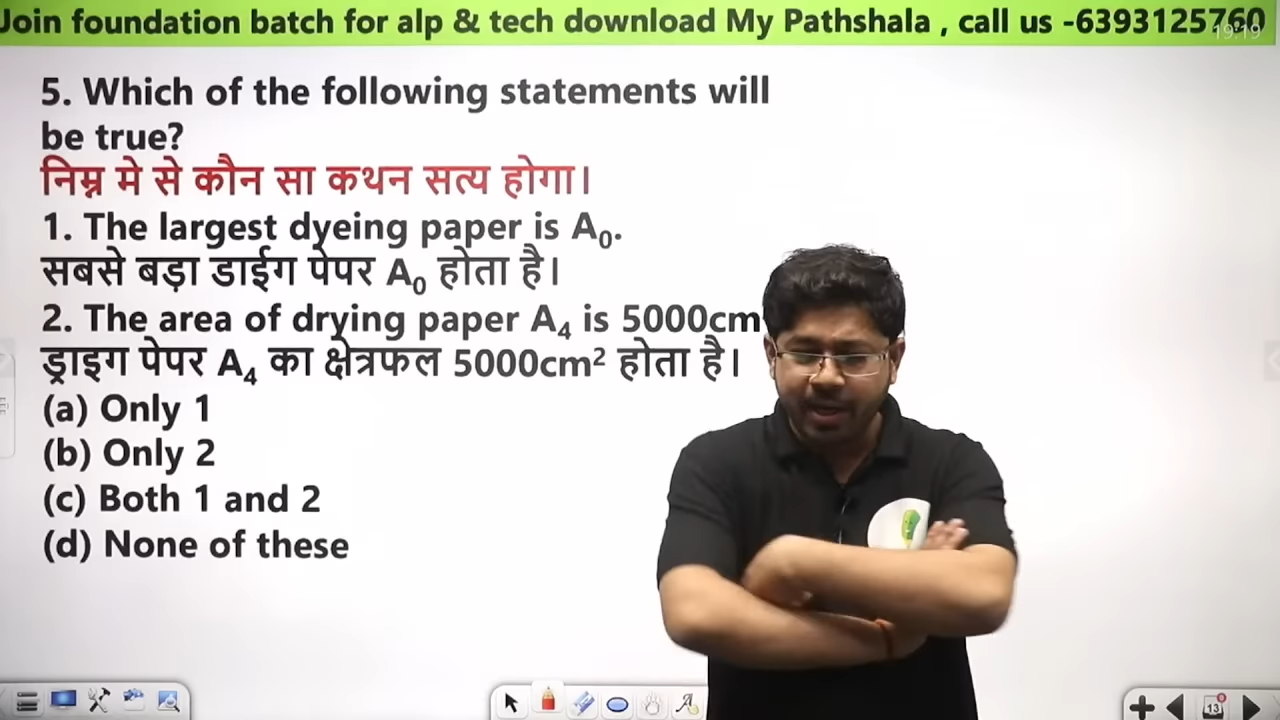 Join foundation batch for alp & tech download My Pathshala , call us -6393125760
19:19
5. Which of the following statements will
be true?
निम्न मे से कौन सा कथन सत्य होगा।
1. The largest dyeing paper is A₀.
सबसे बड़ा डाईग पेपर A₀ होता है।
2. The area of drying paper A₄ is 5000cm
ड्राइग पेपर A₄ का क्षेत्रफल 5000cm² होता है।
(a) Only 1
(b) Only 2
(c) Both 1 and 2
(d) None of these
13